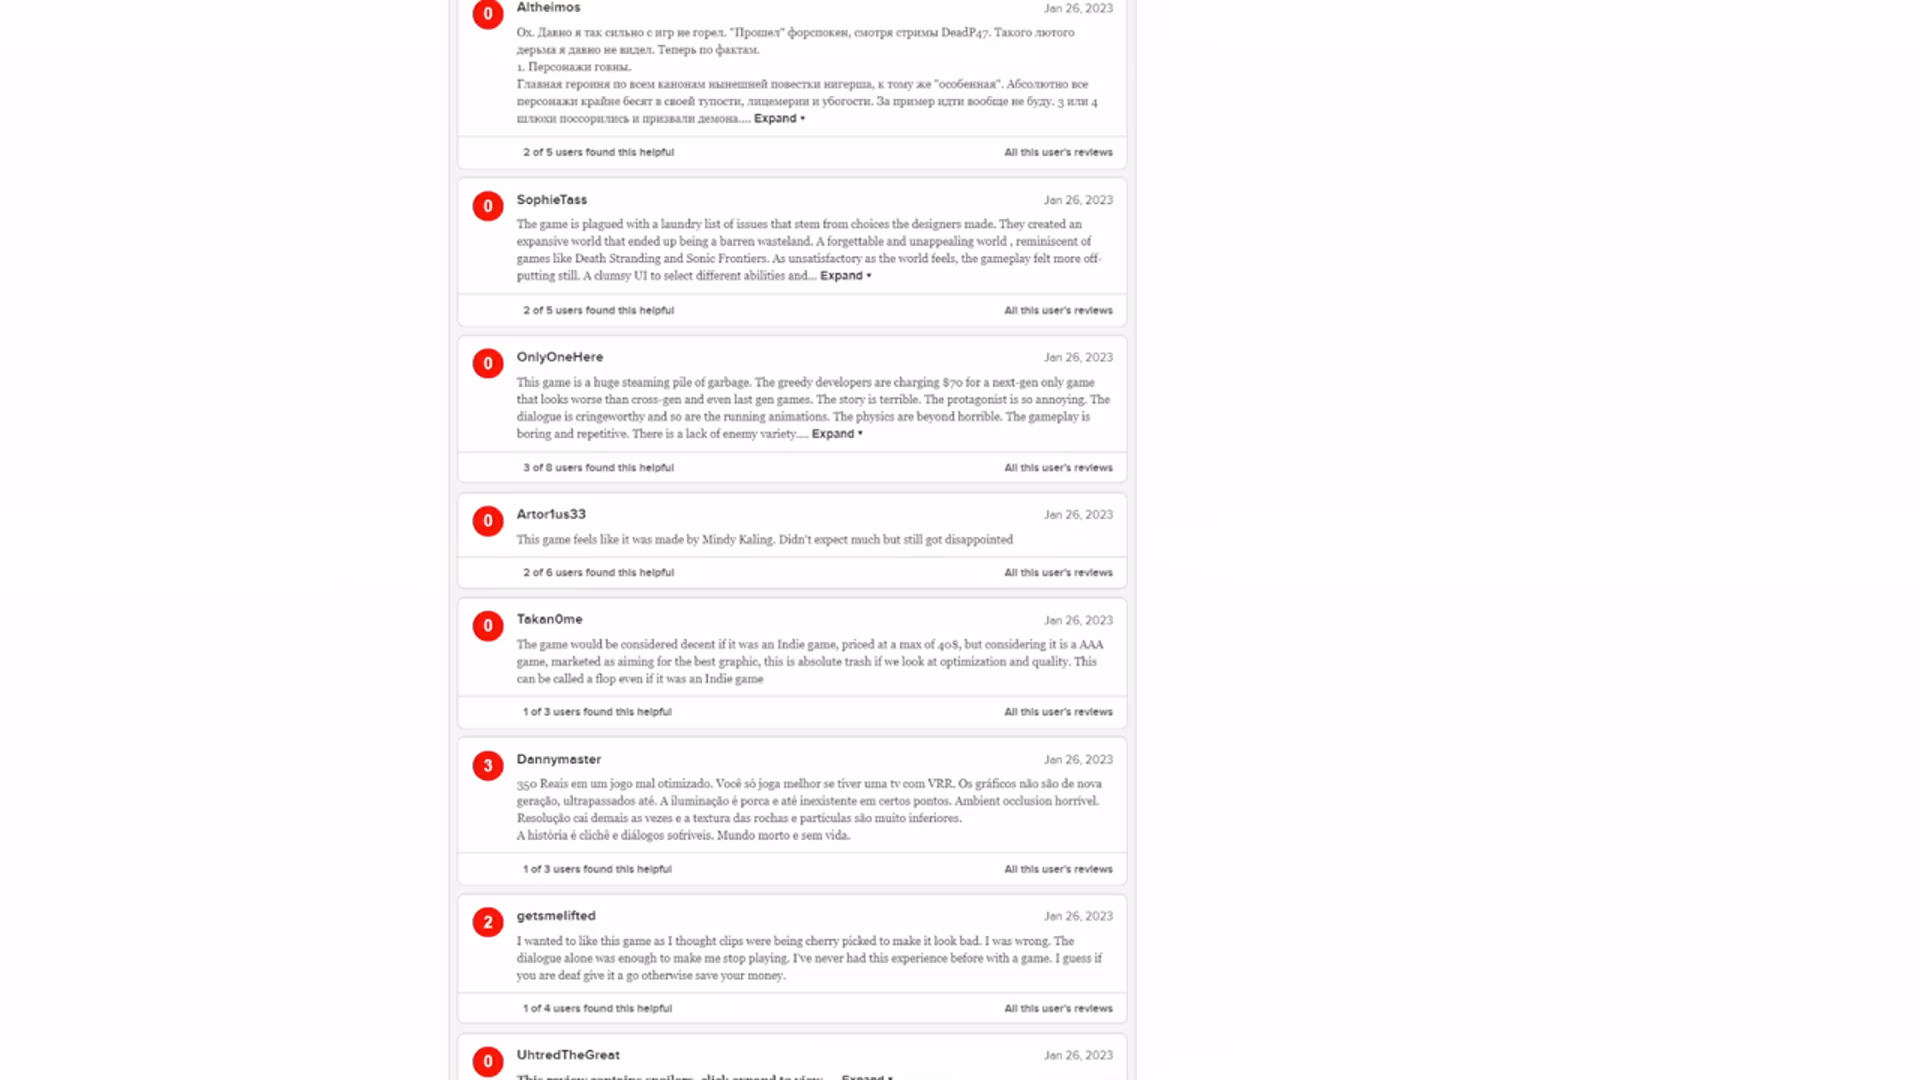 0 Altheimos Jan 26, 2023
Ох. Давно я так сильно с игр не горел. "Прошел" форспокен, смотря стримы DeadP47. Такого лютого
дерьма я давно не видел. Теперь по фактам.
1. Персонажи говны.
Главная героиня по всем канонам нынешней повестки нигерша, к тому же "особенная". Абсолютно все
персонажи крайне бесят в своей тупости, лицемерии и убогости. За пример идти вообще не буду. 3 или 4
шлюхи поссорились и призвали демона.... Expand ▾
2 of 5 users found this helpful All this user's reviews
0 SophieTass Jan 26, 2023
The game is plagued with a laundry list of issues that stem from choices the designers made. They created an
expansive world that ended up being a barren wasteland. A forgettable and unappealing world , reminiscent of
games like Death Stranding and Sonic Frontiers. As unsatisfactory as the world feels, the gameplay felt more off-
putting still. A clumsy UI to select different abilities and... Expand ▾
2 of 5 users found this helpful All this user's reviews
0 OnlyOneHere Jan 26, 2023
This game is a huge steaming pile of garbage. The greedy developers are charging $70 for a next-gen only game
that looks worse than cross-gen and even last gen games. The story is terrible. The protagonist is so annoying. The
dialogue is cringeworthy and so are the running animations. The physics are beyond horrible. The gameplay is
boring and repetitive. There is a lack of enemy variety.... Expand ▾
3 of 8 users found this helpful All this user's reviews
0 Artor1us33 Jan 26, 2023
This game feels like it was made by Mindy Kaling. Didn't expect much but still got disappointed
2 of 6 users found this helpful All this user's reviews
0 Takan0me Jan 26, 2023
The game would be considered decent if it was an Indie game, priced at a max of 40$, but considering it is a AAA
game, marketed as aiming for the best graphic, this is absolute trash if we look at optimization and quality. This
can be called a flop even if it was an Indie game
1 of 3 users found this helpful All this user's reviews
3 Dannymaster Jan 26, 2023
350 Reais em um jogo mal otimizado. Você só joga melhor se tiver uma tv com VRR. Os gráficos não são de nova
geração, ultrapassados até. A iluminação é porca e até inexistente em certos pontos. Ambient occlusion horrível.
Resolução cai demais as vezes e a textura das rochas e partículas são muito inferiores.
A história é clichê e diálogos sofríveis. Mundo morto e sem vida.
1 of 3 users found this helpful All this user's reviews
2 getsmelifted Jan 26, 2023
I wanted to like this game as I thought clips were being cherry picked to make it look bad. I was wrong. The
dialogue alone was enough to make me stop playing. I've never had this experience before with a game. I guess if
you are deaf give it a go otherwise save your money.
1 of 4 users found this helpful All this user's reviews
0 UhtredTheGreat Jan 26, 2023
This review contains spoilers, click expand to view. ... Expand ▾